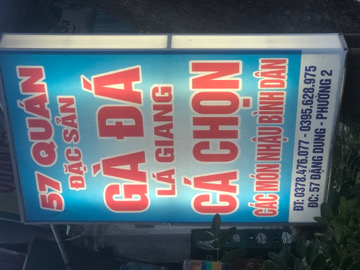 57 QUÁN
ĐẶC SẢN
GÀ ĐÁ
LÁ GIANG
CÁ CHỌN
CÁC MÓN NHẬU BÌNH DÂN
ĐT: 0378.476.077 - 0395.628.975
ĐC: 57 ĐẶNG DUNG - PHƯỜNG 2